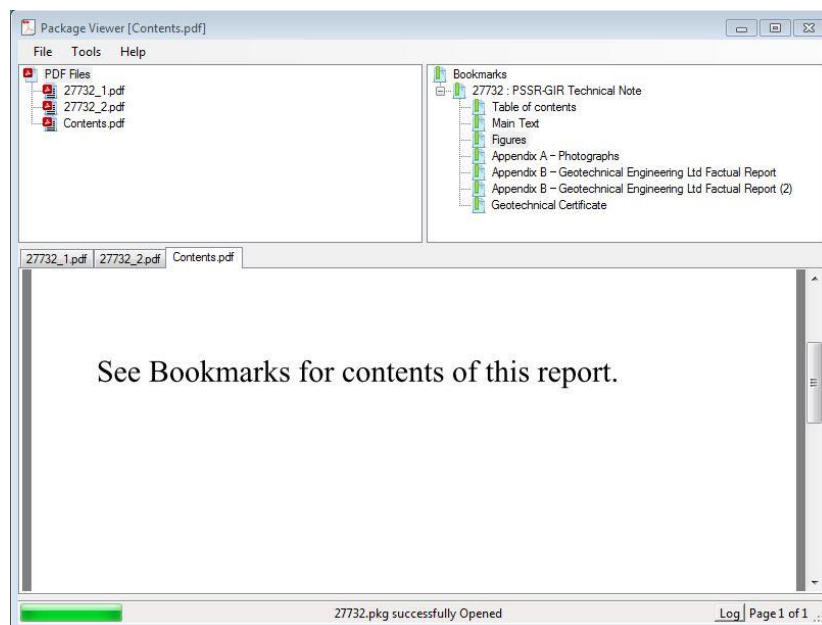 Package Viewer [Contents.pdf]
File Tools Help
PDF Files
27732_1.pdf
27732_2.pdf
Contents.pdf
Bookmarks
27732 : PSSR-GIR Technical Note
Table of contents
Main Text
Figures
Appendix A – Photographs
Appendix B – Geotechnical Engineering Ltd Factual Report
Appendix B – Geotechnical Engineering Ltd Factual Report (2)
Geotechnical Certificate
27732_1.pdf 27732_2.pdf Contents.pdf
See Bookmarks for contents of this report.
27732.pkg successfully Opened Log Page 1 of 1